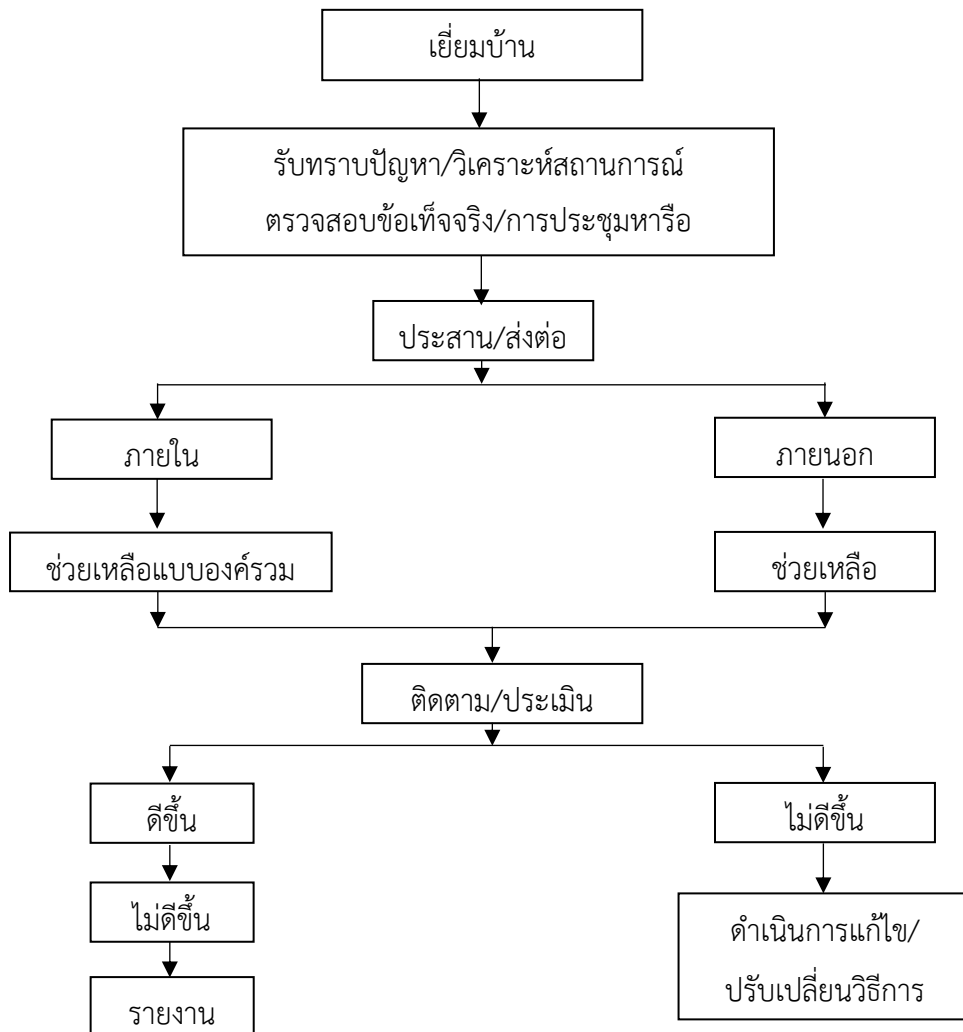 เยี่ยมบ้าน
รับทราบปัญหา/วิเคราะห์สถานการณ์
ตรวจสอบข้อเท็จจริง/การประชุมหารือ
ประสาน/ส่งต่อ
ภายใน
ภายนอก
ช่วยเหลือแบบองค์รวม
ช่วยเหลือ
ติดตาม/ประเมิน
ดีขึ้น
ไม่ดีขึ้น
ไม่ดีขึ้น
ดำเนินการแก้ไข/
ปรับเปลี่ยนวิธีการ
รายงาน